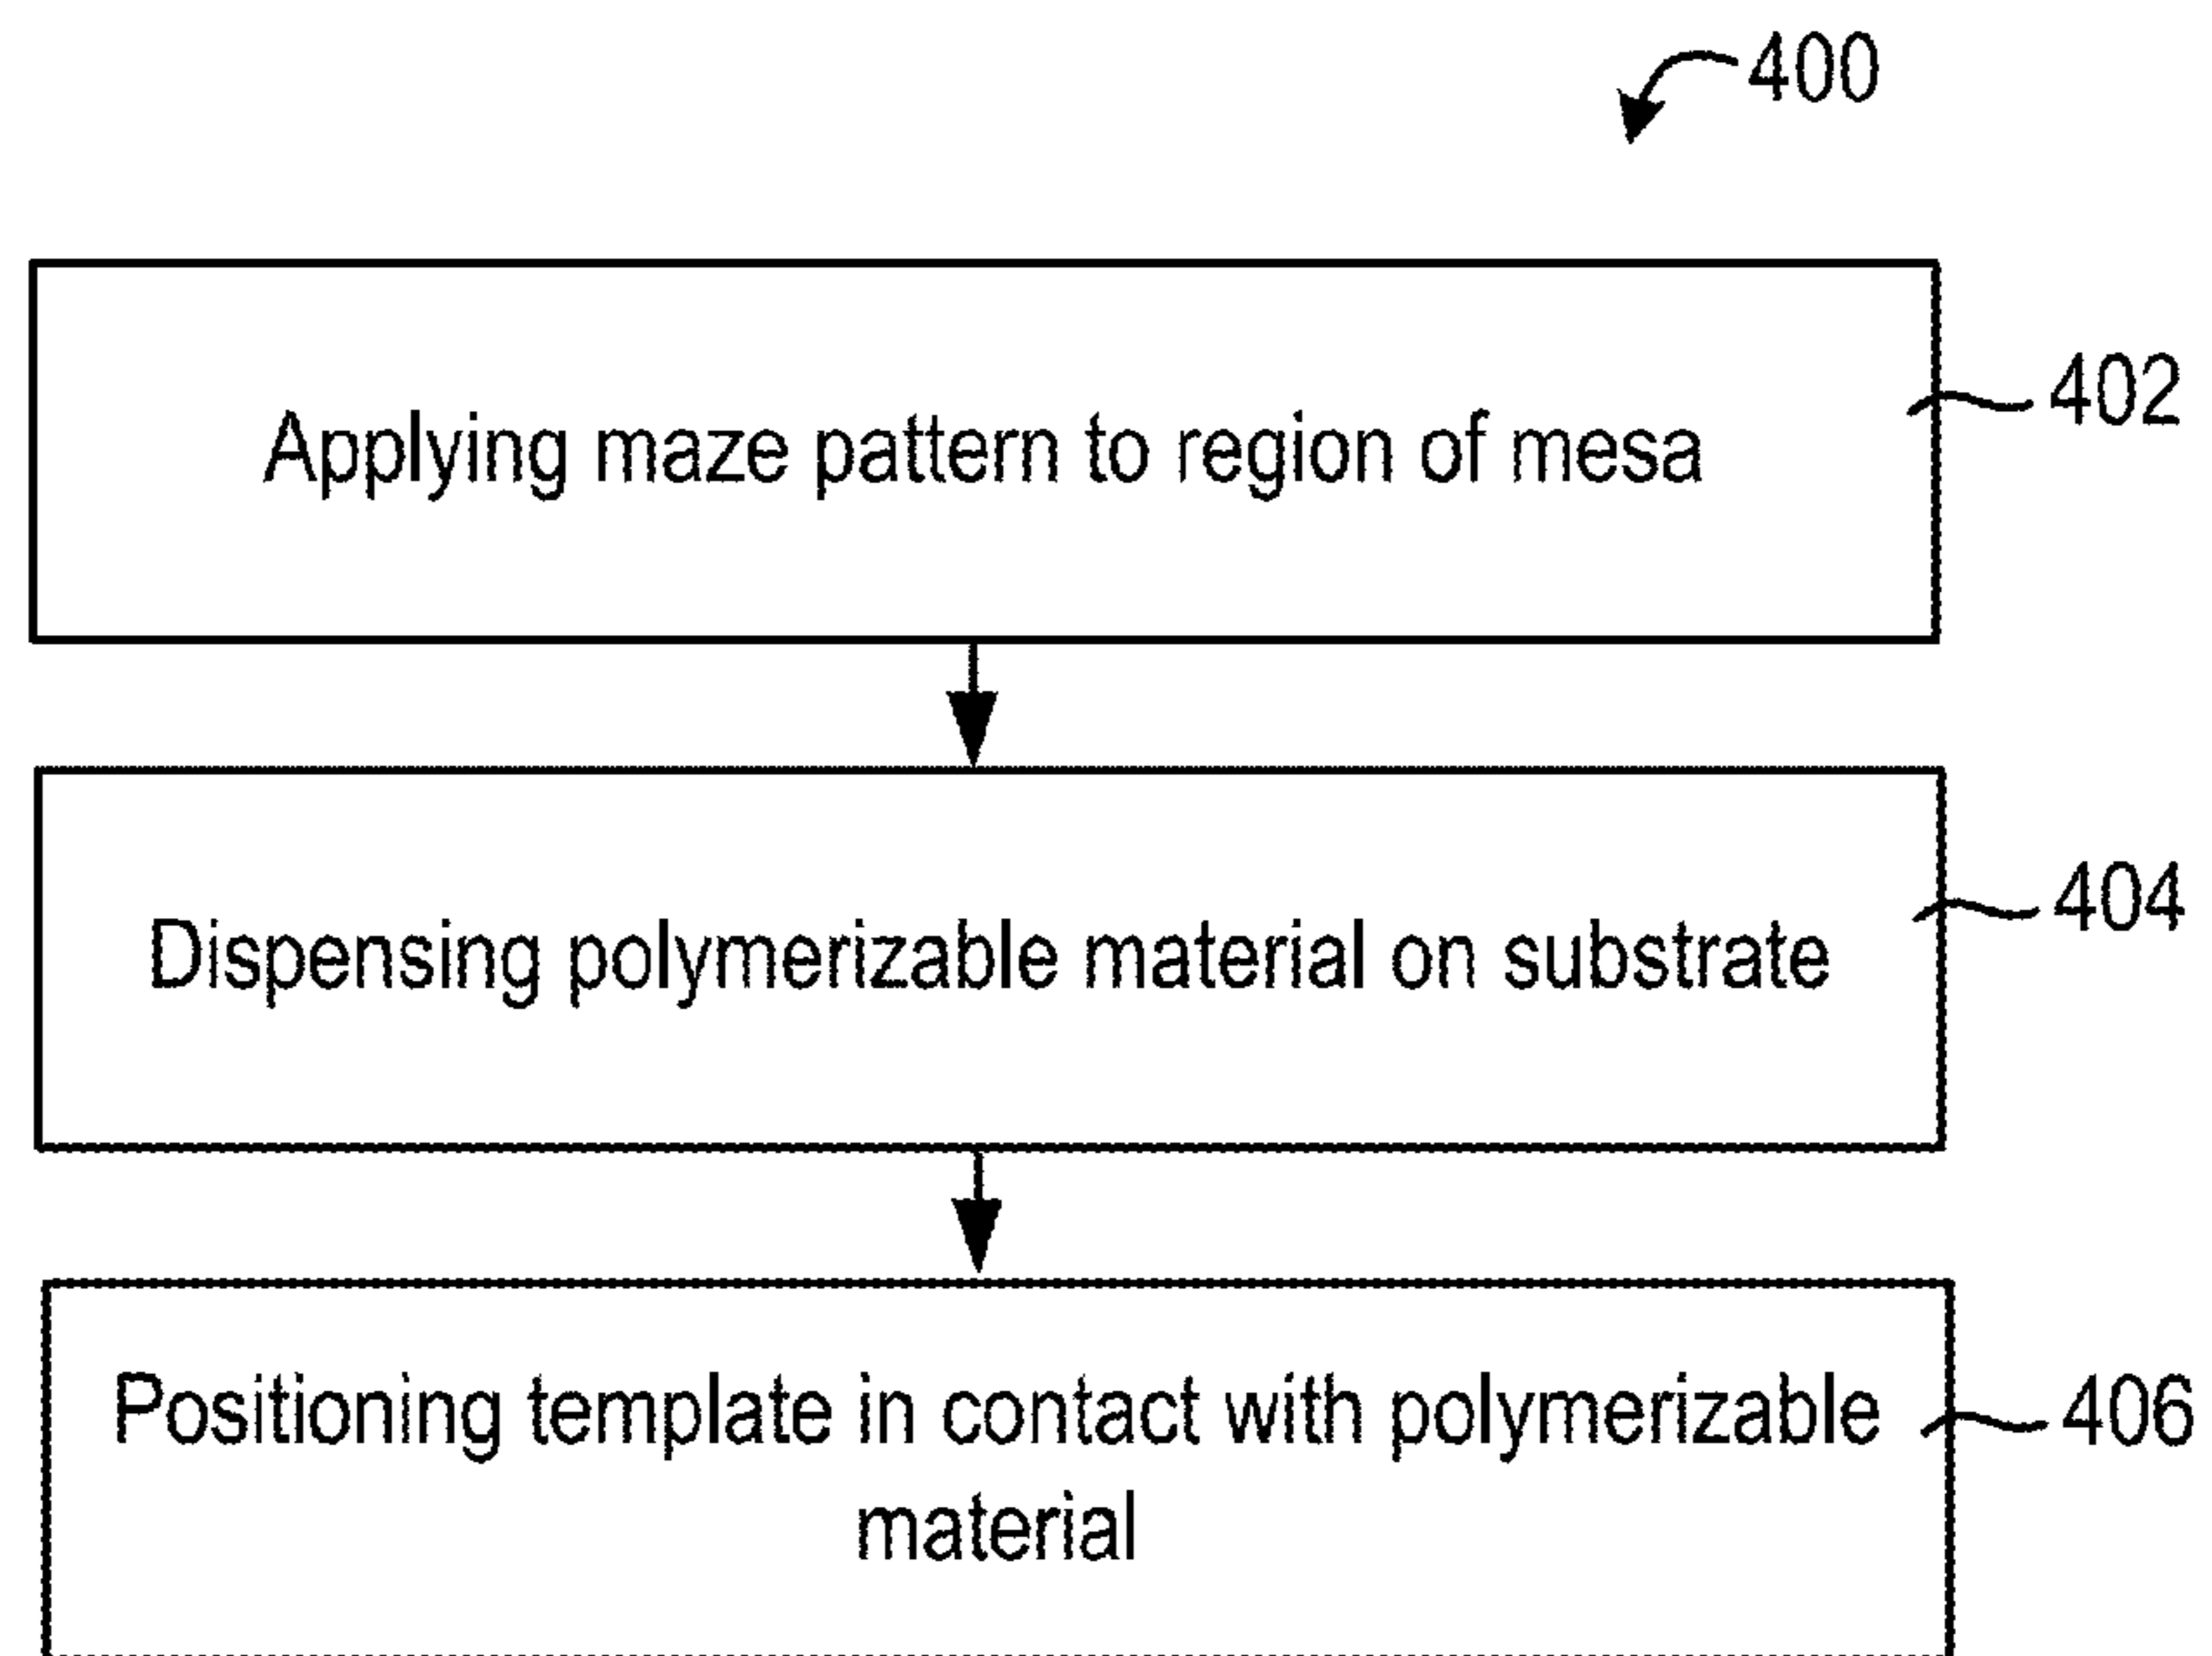 400
Applying maze pattern to region of mesa
402
Dispensing polymerizable material on substrate
404
Positioning template in contact with polymerizable
material
406